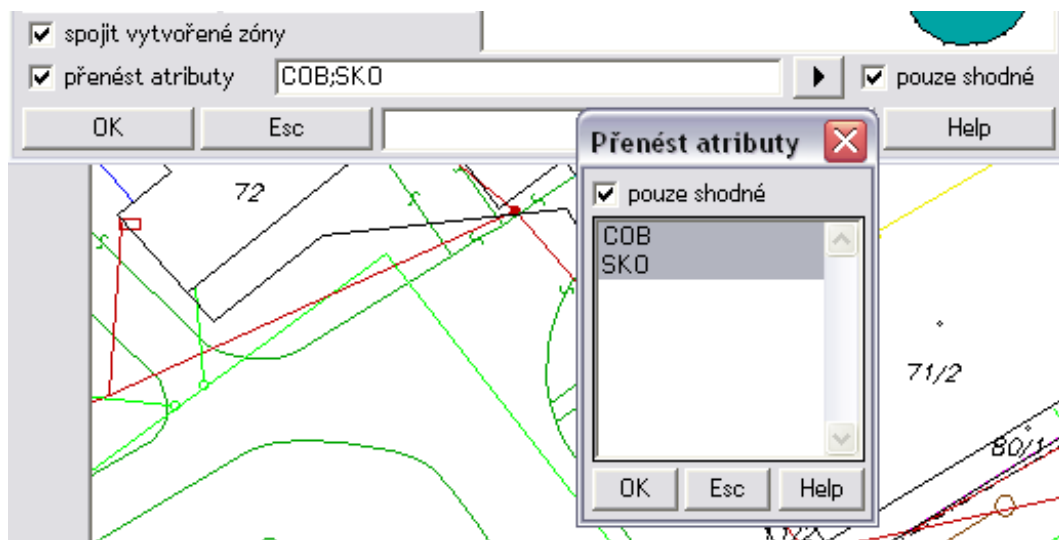 spojit vytvořené zóny
přenést atributy COB;SKO pouze shodné
OK Esc Help
Přenést atributy
pouze shodné
COB
SKO
OK Esc Help
72
71/2
80/1